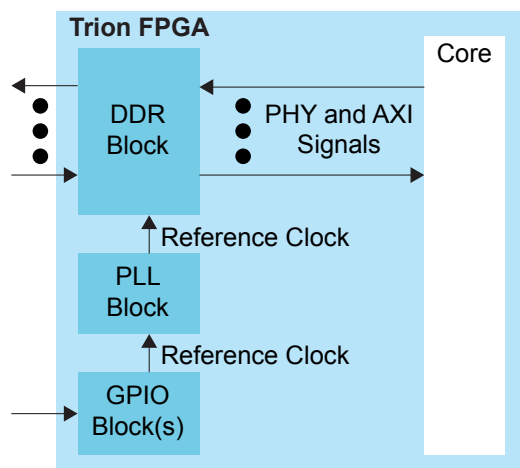 Trion FPGA
Core
DDR
Block
PHY and AXI
Signals
Reference Clock
PLL
Block
Reference Clock
GPIO
Block(s)